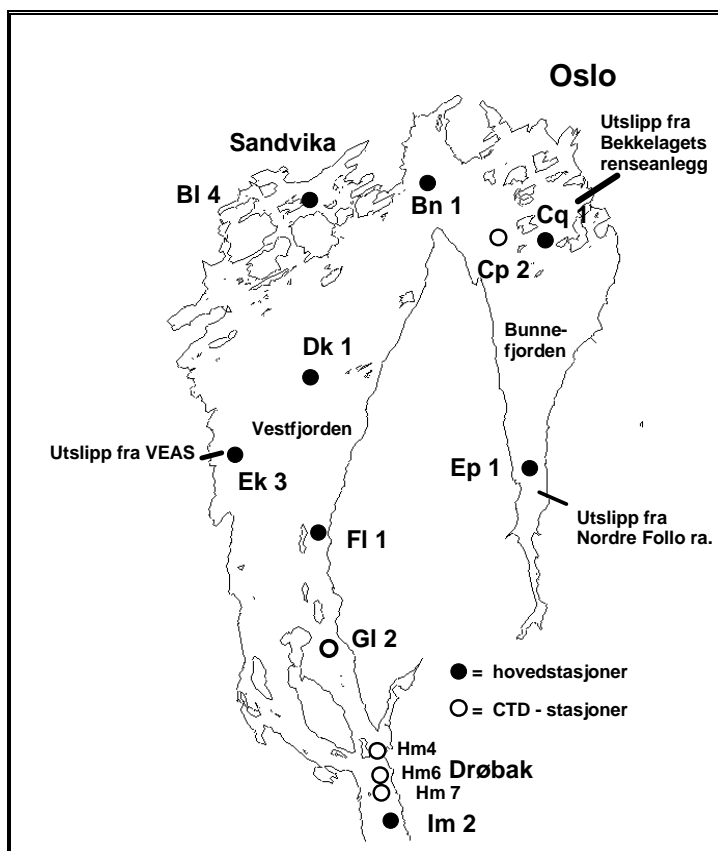 Oslo
Utslipp fra
Bekkelagets
renseanlegg
Sandvika
Bl 4
Bn 1
Cq 1
Cp 2
Bunne-
fjorden
Dk 1
Vestfjorden
Utslipp fra VEAS
Ek 3
Ep 1
Utslipp fra
Nordre Follo ra.
Fl 1
Gl 2
= hovedstasjoner
= CTD - stasjoner
Hm4
Hm6 Drøbak
Hm 7
Im 2